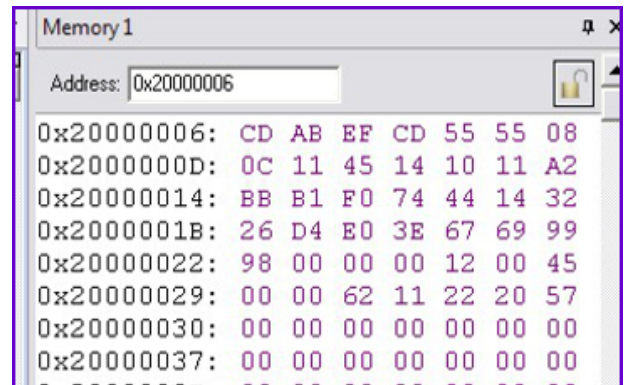 Memory 1
Address: 0x20000006
0x20000006: CD AB EF CD 55 55 08
0x2000000D: 0C 11 45 14 10 11 A2
0x20000014: BB B1 F0 74 44 14 32
0x2000001B: 26 D4 E0 3E 67 69 99
0x20000022: 98 00 00 00 12 00 45
0x20000029: 00 00 62 11 22 20 57
0x20000030: 00 00 00 00 00 00 00
0x20000037: 00 00 00 00 00 00 00